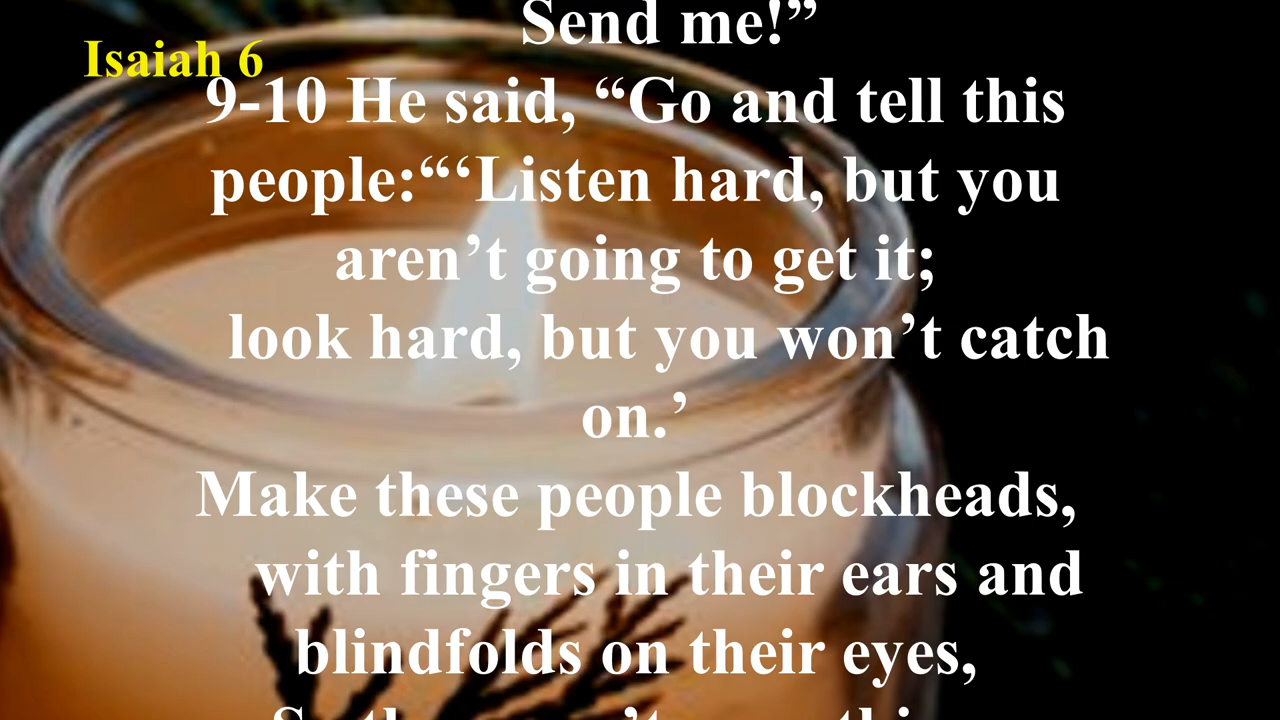 Send me!”
Isaiah 6
9-10 He said, “Go and tell this
people:“‘Listen hard, but you
aren’t going to get it;
look hard, but you won’t catch
on.’
Make these people blockheads,
with fingers in their ears and
blindfolds on their eyes,